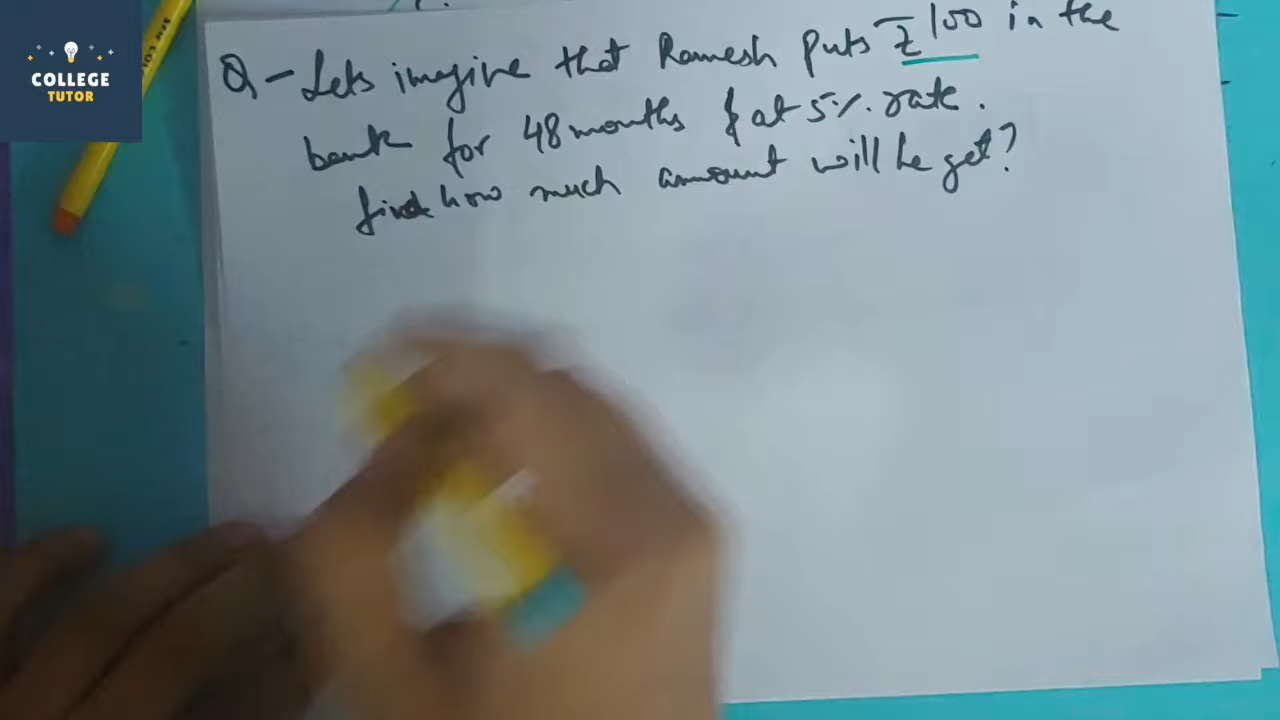 COLLEGE
TUTOR
Q - Lets imagine that Ramesh puts ₹100 in the
bank for 48 months & at 5% rate.
find how much amount will he get?